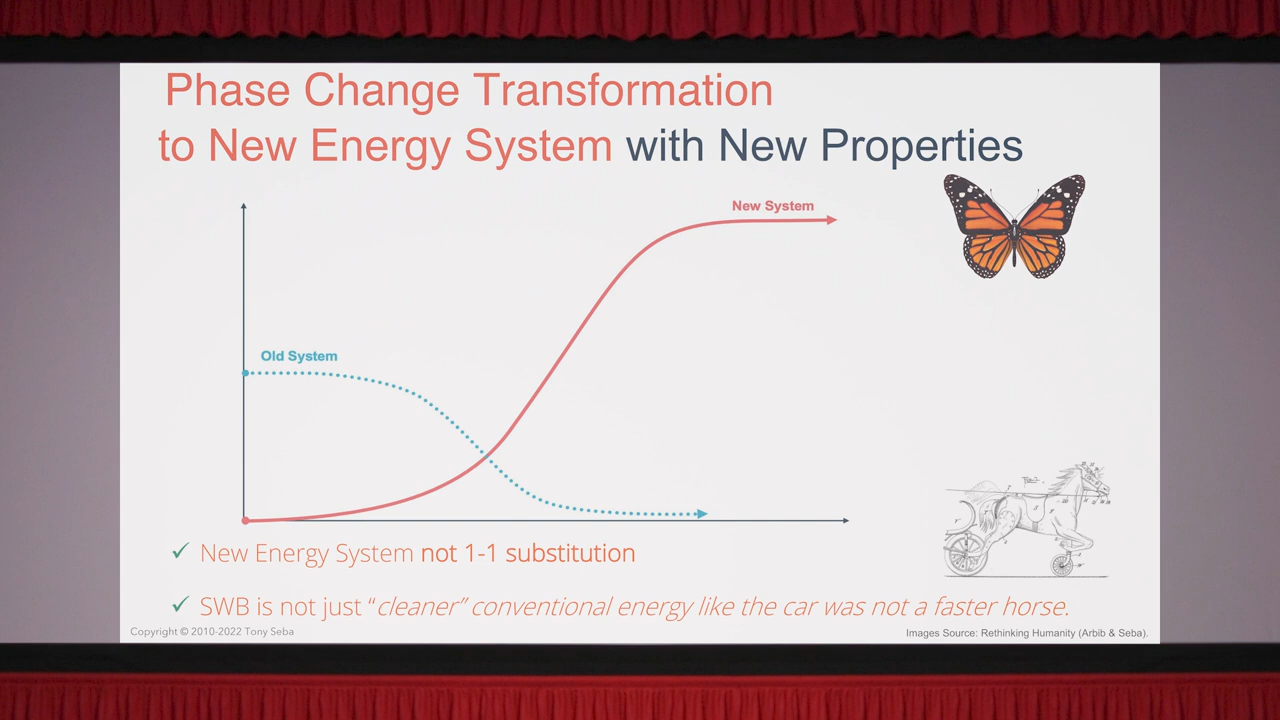 Phase Change Transformation
to New Energy System with New Properties
New System
Old System
✓ New Energy System not 1-1 substitution
✓ SWB is not just “cleaner” conventional energy like the car was not a faster horse.
Copyright © 2010-2022 Tony Seba
Images Source: Rethinking Humanity (Arbib & Seba).